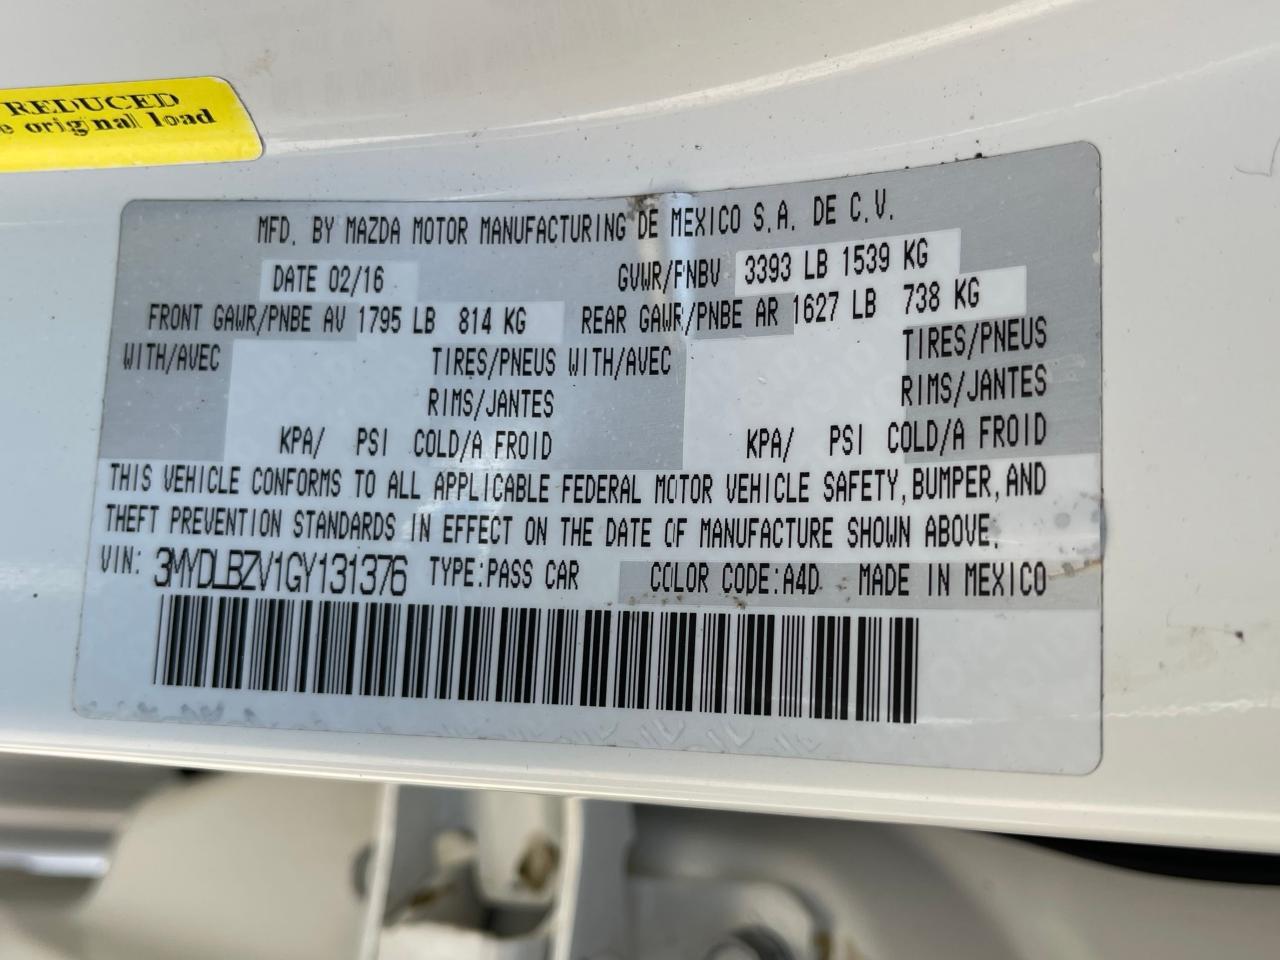 REDUCED
e original load
MFD. BY MAZDA MOTOR MANUFACTURING DE MEXICO S.A. DE C.V.
DATE 02/16 GVWR/PNBV 3393 LB 1539 KG
FRONT GAWR/PNBE AV 1795 LB 814 KG REAR GAWR/PNBE AR 1627 LB 738 KG
WITH/AVEC TIRES/PNEUS WITH/AVEC TIRES/PNEUS
RIMS/JANTES RIMS/JANTES
KPA/ PSI COLD/A FROID KPA/ PSI COLD/A FROID
THIS VEHICLE CONFORMS TO ALL APPLICABLE FEDERAL MOTOR VEHICLE SAFETY, BUMPER, AND
THEFT PREVENTION STANDARDS IN EFFECT ON THE DATE OF MANUFACTURE SHOWN ABOVE.
VIN: 3MYDLBZV1GY131376 TYPE:PASS CAR COLOR CODE:A4D MADE IN MEXICO